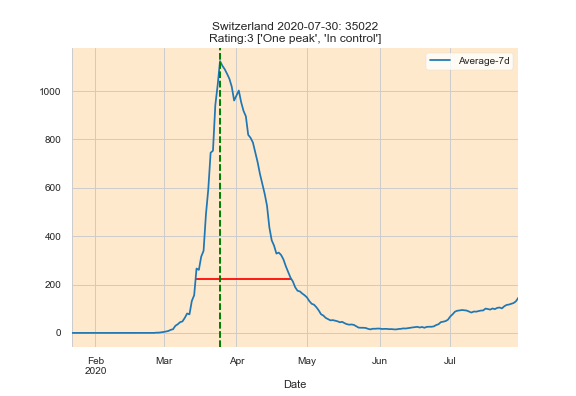 Switzerland 2020-07-30: 35022
Rating:3 ['One peak', 'In control']
Average-7d
1000
800
600
400
200
0
Feb Mar Apr May Jun Jul
2020
Date